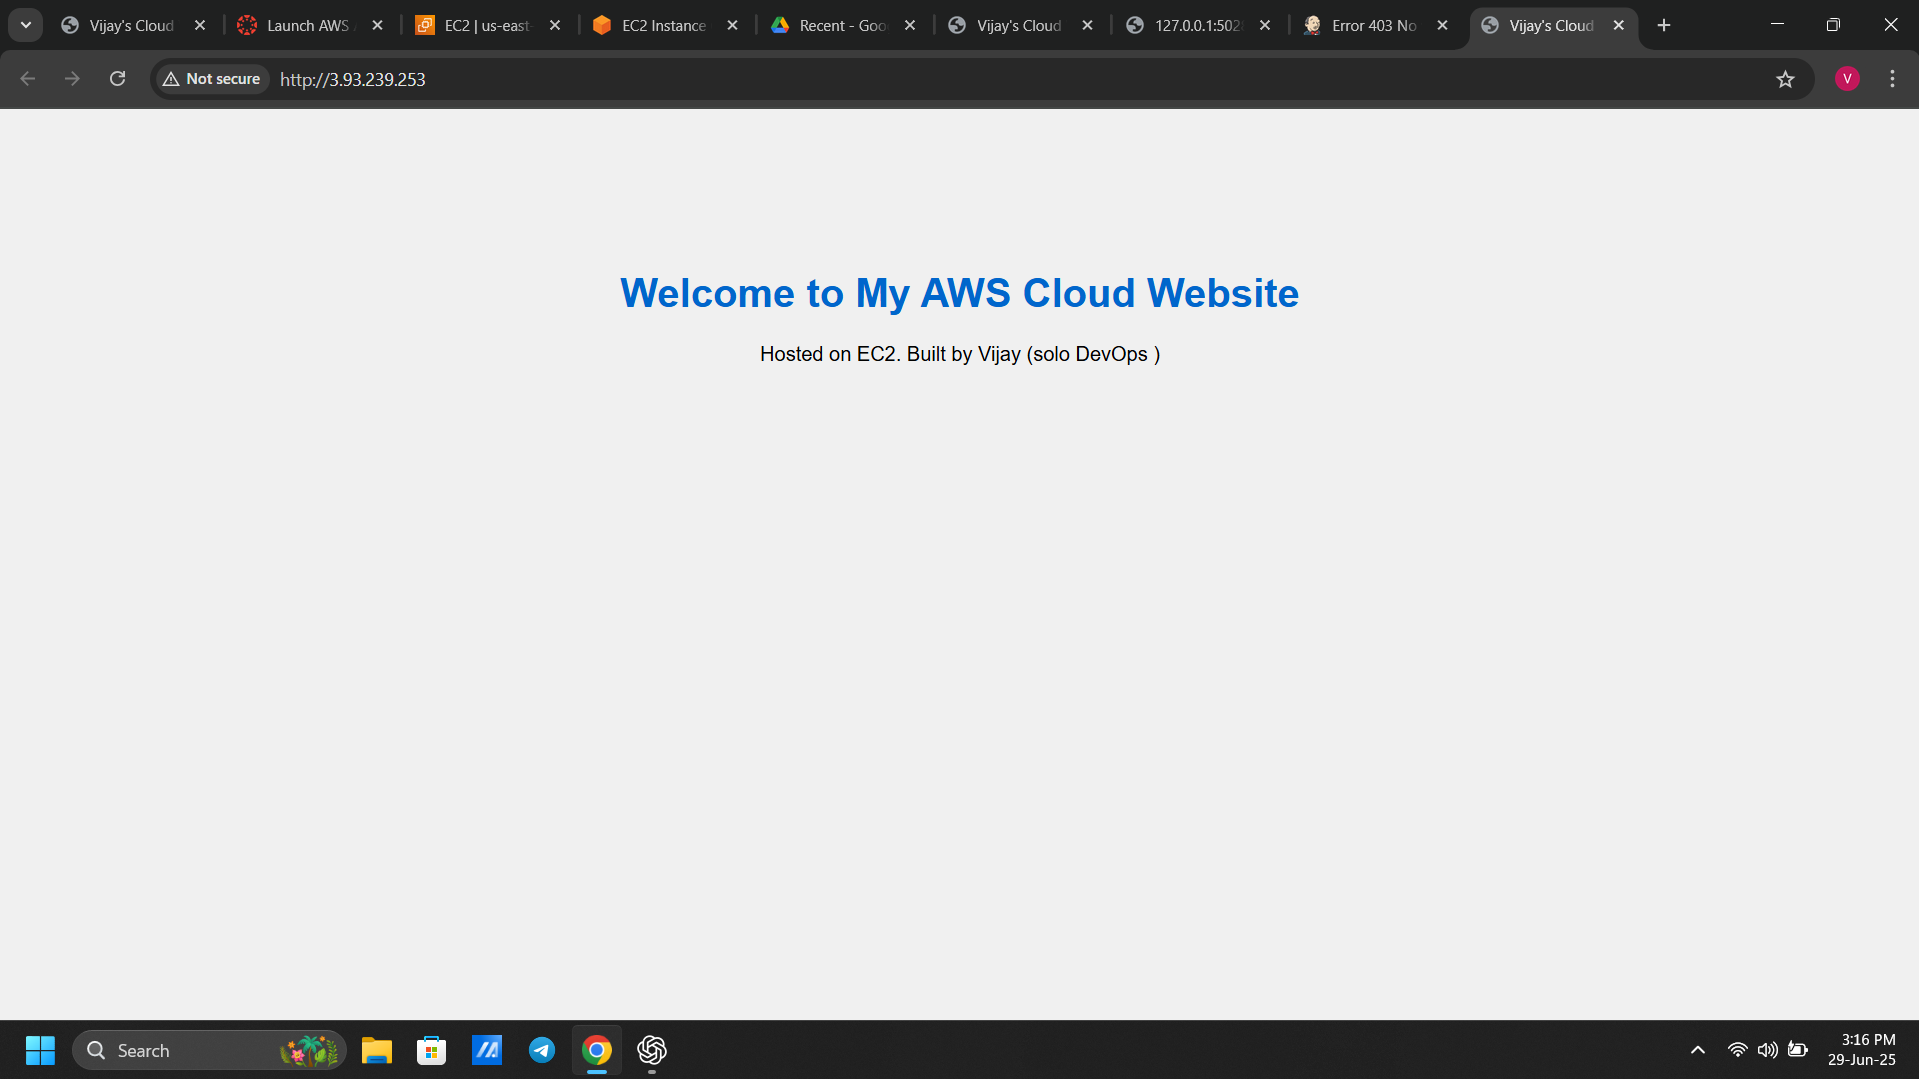 Vijay's Cloud
Launch AWS
EC2 | us-east-
EC2 Instance
Recent - Goo
Vijay's Cloud
127.0.0.1:502
Error 403 No
Vijay's Cloud
Not secure
http://3.93.239.253
V
Welcome to My AWS Cloud Website
Hosted on EC2. Built by Vijay (solo DevOps )
Search
3:16 PM
29-Jun-25